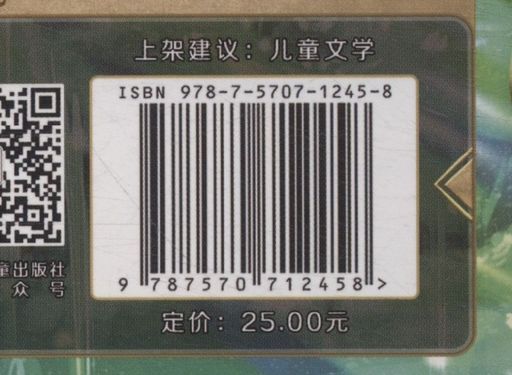 上架建议：儿童文学
ISBN 978-7-5707-1245-8
9 787570 712458 >
童出版社
众 号
定价：25.00元